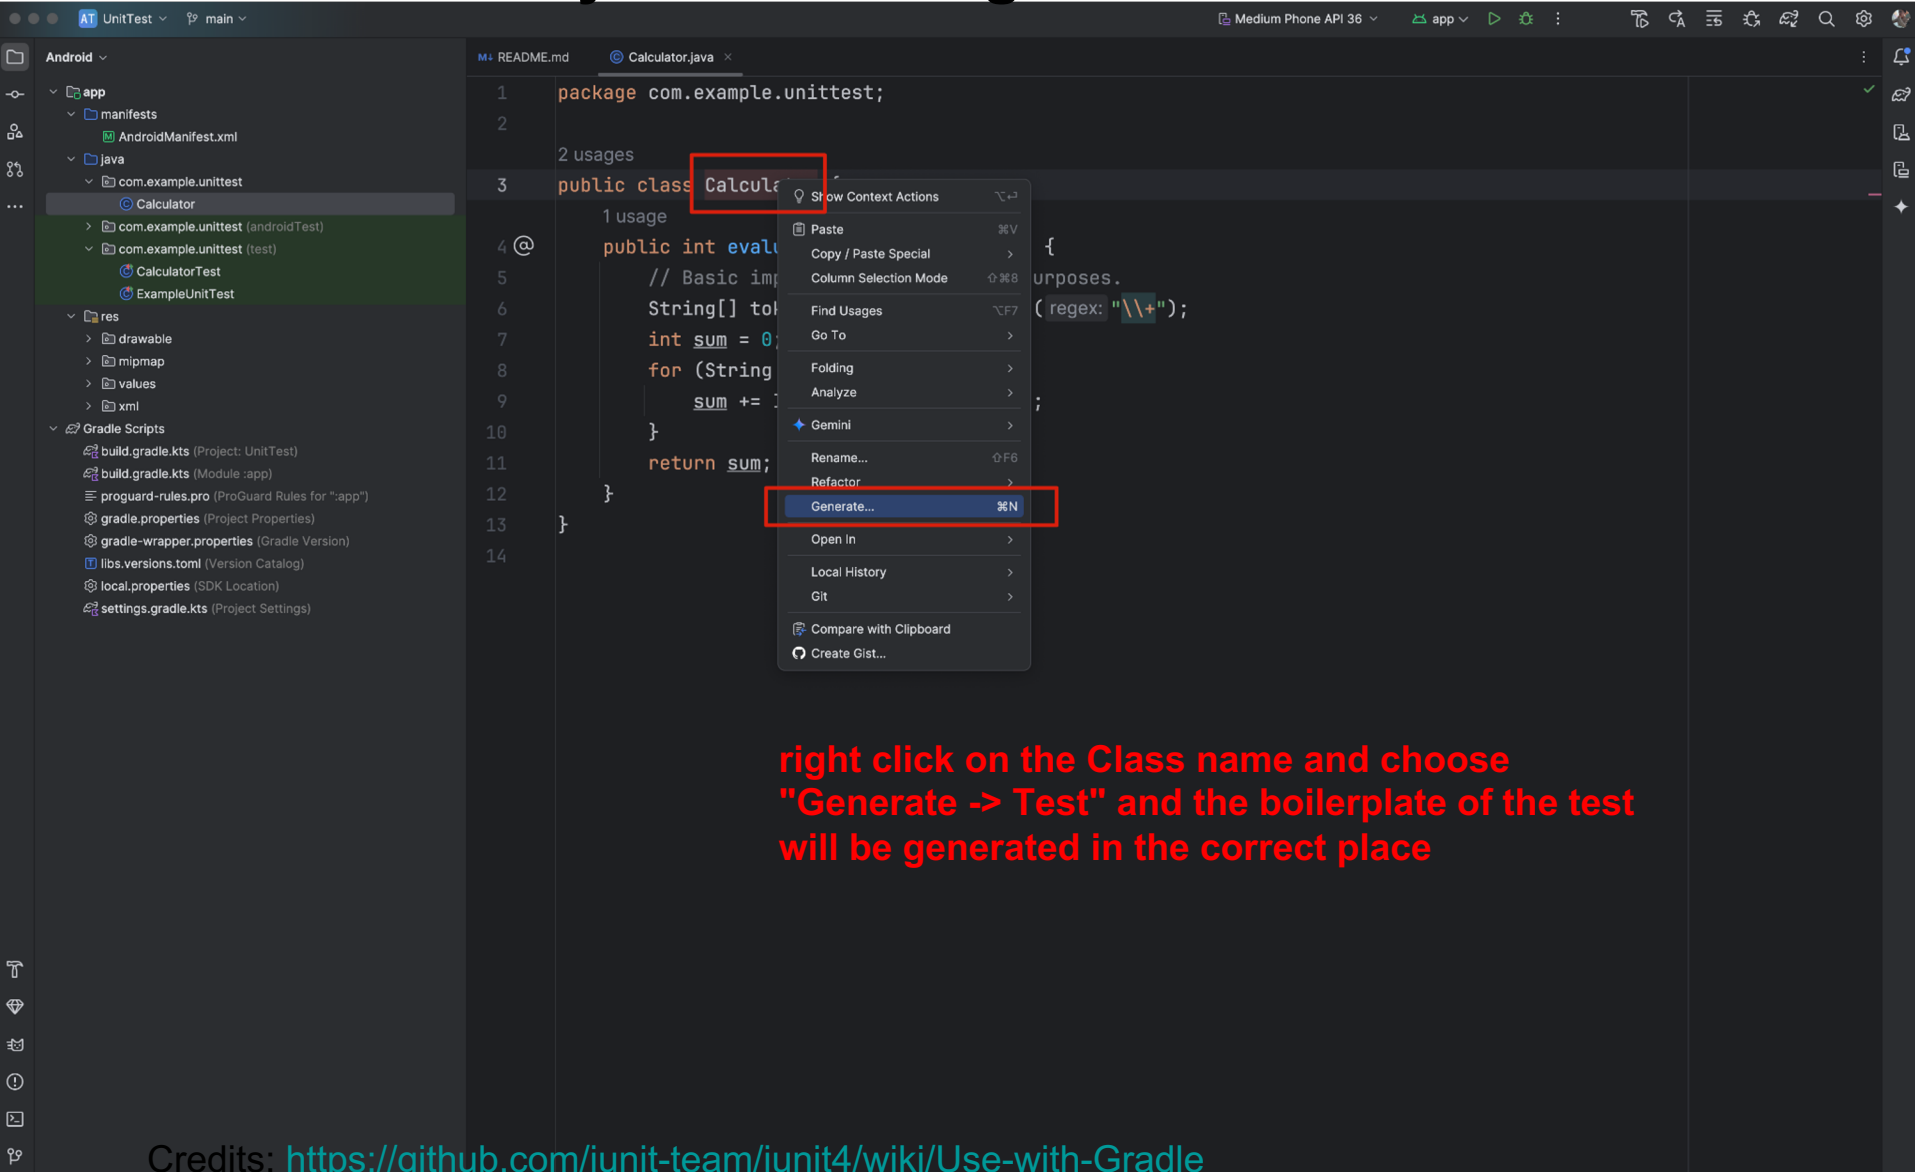 AT UnitTest main Medium Phone API 36 app
Android
README.md Calculator.java
app
manifests
AndroidManifest.xml
java
com.example.unittest
Calculator
com.example.unittest (androidTest)
com.example.unittest (test)
CalculatorTest
ExampleUnitTest
res
drawable
mipmap
values
xml
Gradle Scripts
build.gradle.kts (Project: UnitTest)
build.gradle.kts (Module :app)
proguard-rules.pro (ProGuard Rules for ":app")
gradle.properties (Project Properties)
gradle-wrapper.properties (Gradle Version)
libs.versions.toml (Version Catalog)
local.properties (SDK Location)
settings.gradle.kts (Project Settings)
1 package com.example.unittest;
2
2 usages
3 public class Calcula {
1 usage
4 @ public int evalu {
5 // Basic imp urposes.
6 String[] tok ( regex: "\\+");
7 int sum = 0;
8 for (String
9 sum += ;
10 }
11 return sum;
12 }
13 }
14
Show Context Actions ⌥⏎
Paste ⌘V
Copy / Paste Special
Column Selection Mode ⇧⌘8
Find Usages ⌥F7
Go To
Folding
Analyze
Gemini
Rename... ⇧F6
Refactor
Generate... ⌘N
Open In
Local History
Git
Compare with Clipboard
Create Gist...
right click on the Class name and choose
"Generate -> Test" and the boilerplate of the test
will be generated in the correct place
Credits: https://github.com/junit-team/junit4/wiki/Use-with-Gradle